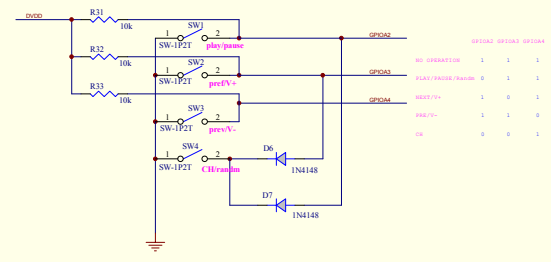 DVDD
R31
10k
SW1
1 2
SW-1P2T
play/pause
GPIOA2
R32
10k
SW2
1 2
SW-1P2T
pref/V+
GPIOA3
R33
10k
SW3
1 2
SW-1P2T
prev/V-
GPIOA4
SW4
1 2
SW-1P2T
CH/randm
D6
1N4148
D7
1N4148
GPIOA2 GPIOA3 GPIOA4
NO OPERATION 1 1 1
PLAY/PAUSE/Randm 0 1 1
NEXT/V+ 1 0 1
PRE/V- 1 1 0
CH 0 0 1